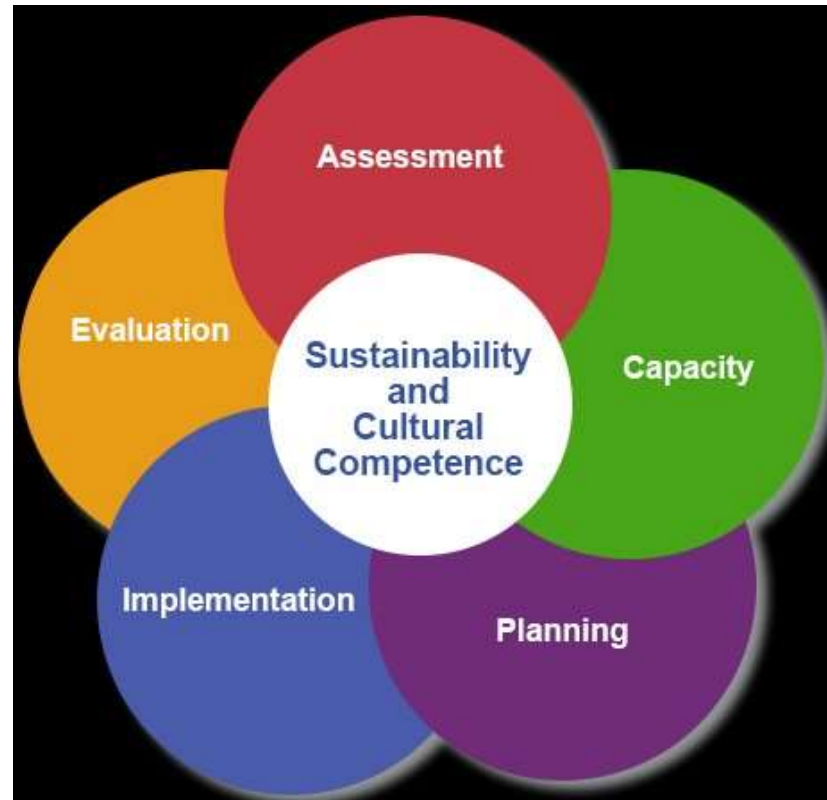 Assessment
Evaluation
Capacity
Sustainability
and
Cultural
Competence
Implementation
Planning